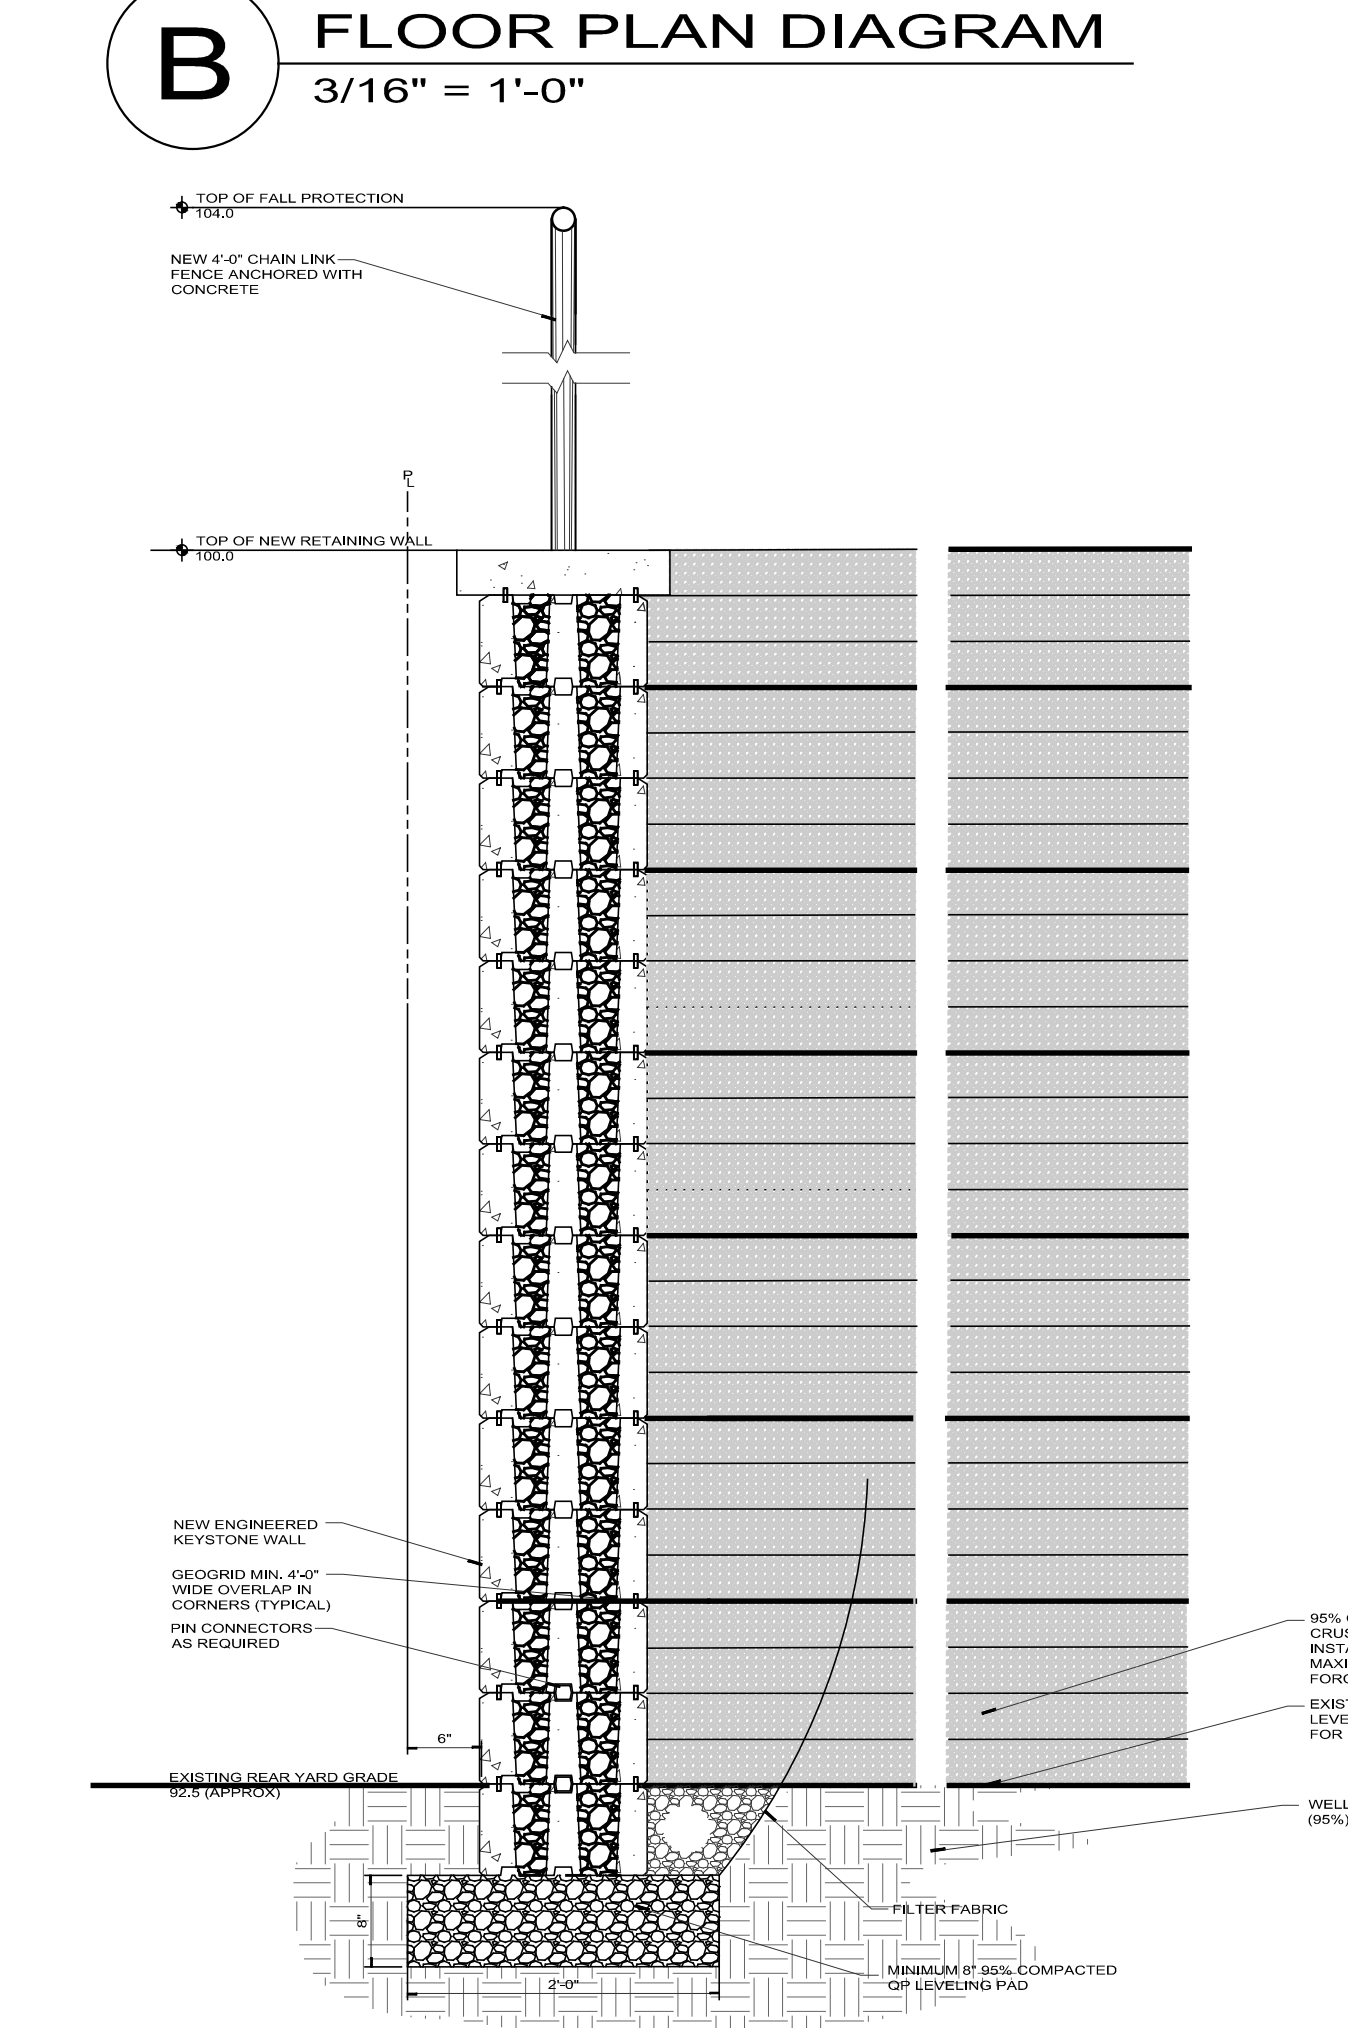 B
FLOOR PLAN DIAGRAM
3/16" = 1'-0"
TOP OF FALL PROTECTION
104.0
NEW 4'-0" CHAIN LINK
FENCE ANCHORED WITH
CONCRETE
PL
TOP OF NEW RETAINING WALL
100.0
NEW ENGINEERED
KEYSTONE WALL
GEOGRID MIN. 4'-0"
WIDE OVERLAP IN
CORNERS (TYPICAL)
PIN CONNECTORS
AS REQUIRED
6"
EXISTING REAR YARD GRADE
92.5 (APPROX)
95%
CRUS
INSTA
MAXI
FORC
EXIST
LEVE
FOR
WELL
(95%)
8"
2'-0"
FILTER FABRIC
MINIMUM 8" 95% COMPACTED
QP LEVELING PAD